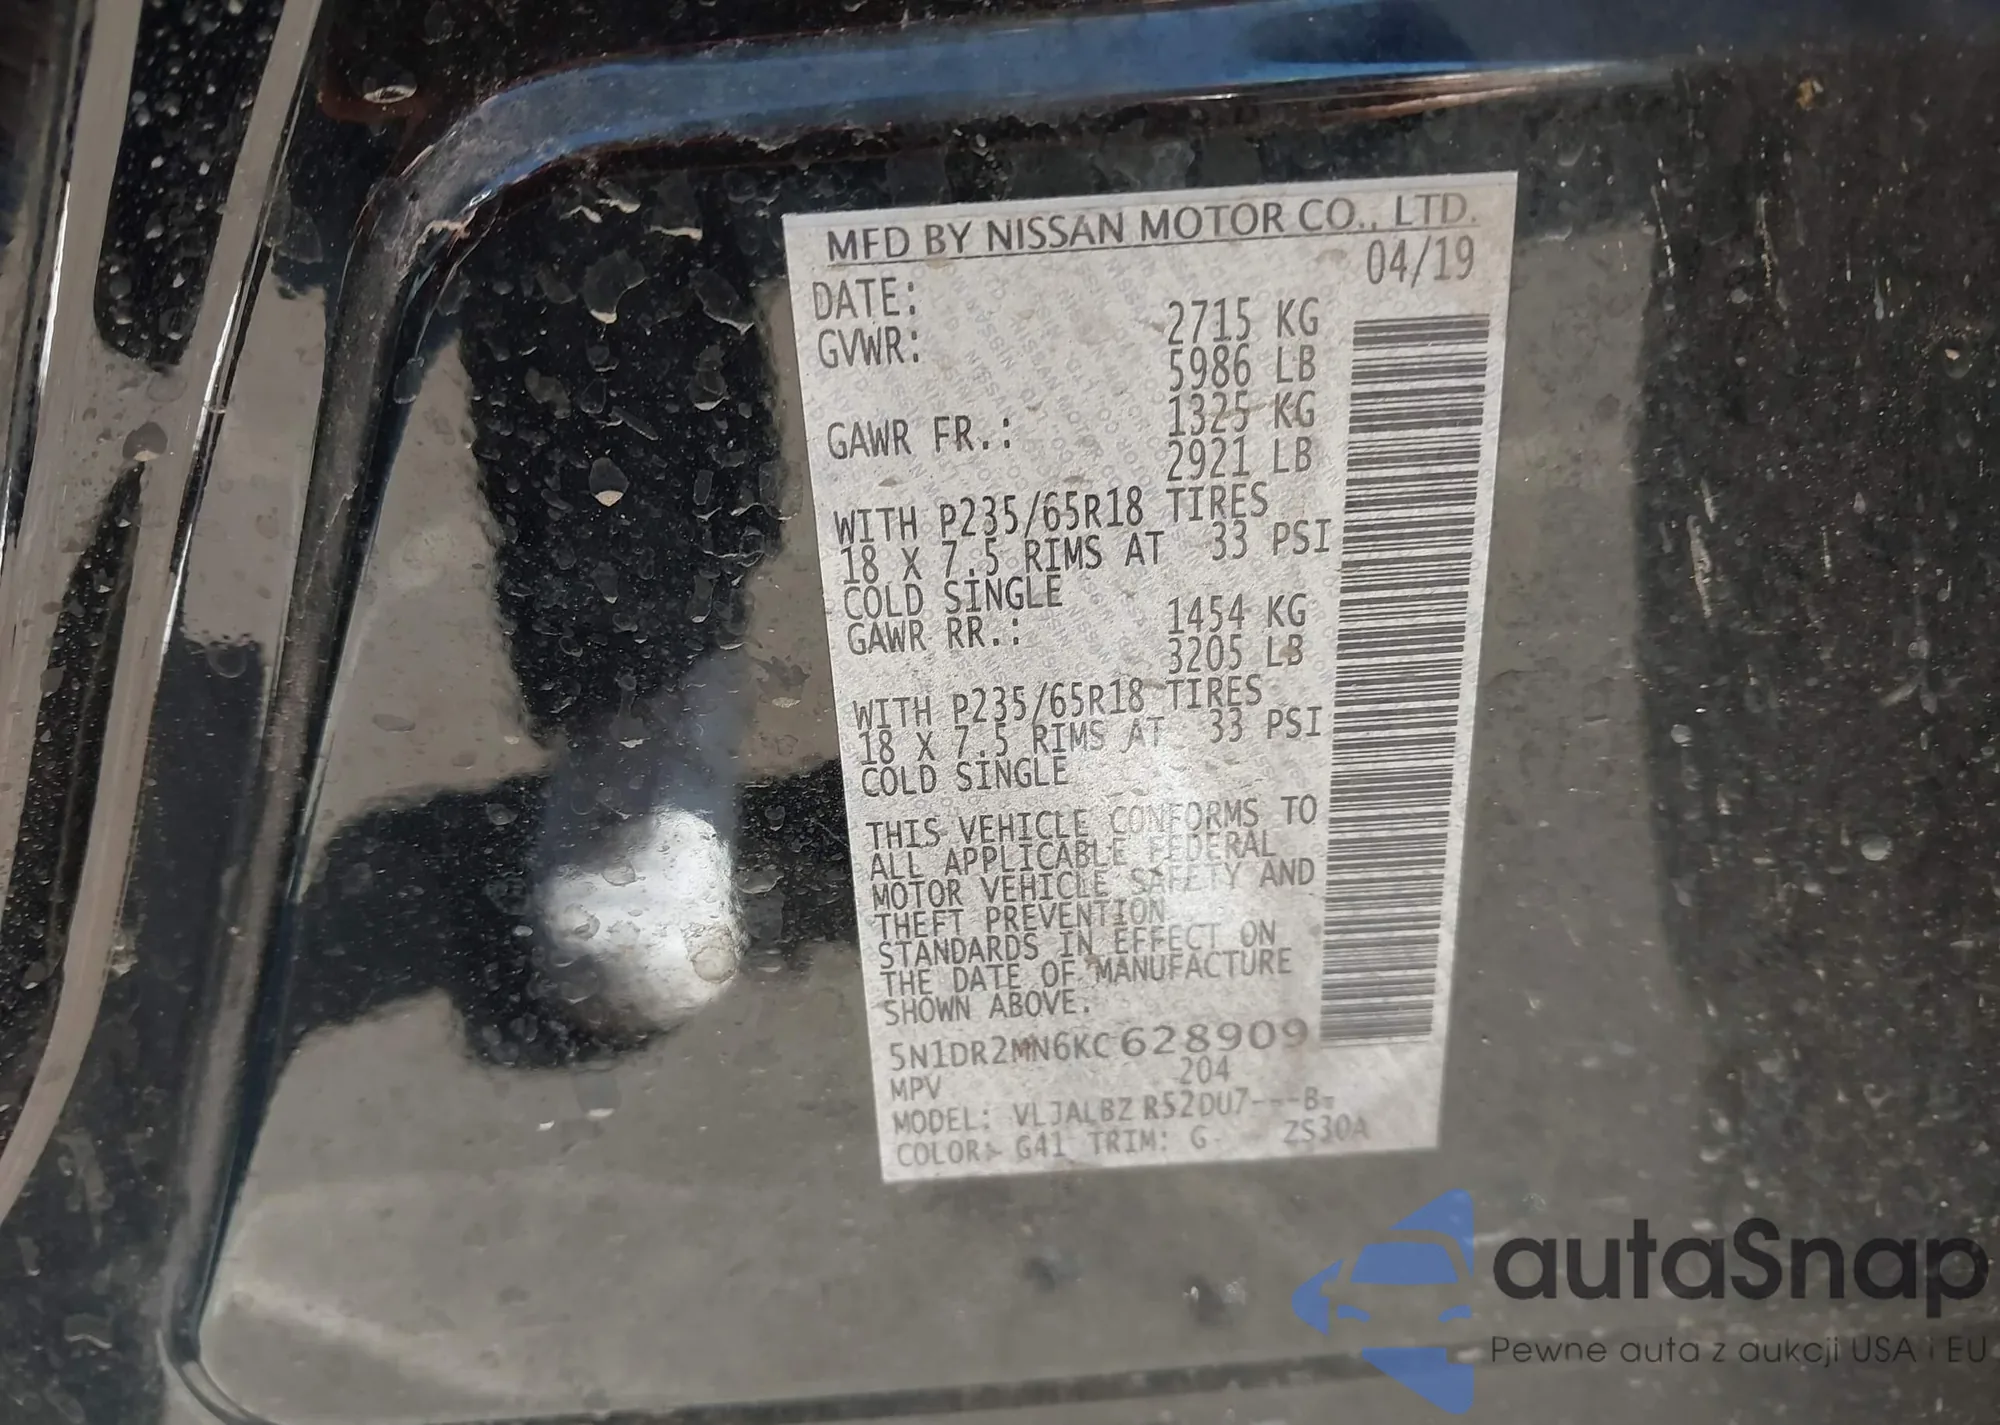 MFD BY NISSAN MOTOR CO., LTD.
DATE: 04/19
GVWR: 2715 KG
5986 LB
GAWR FR.: 1325 KG
2921 LB
WITH P235/65R18 TIRES
18 X 7.5 RIMS AT 33 PSI
COLD SINGLE
GAWR RR.: 1454 KG
3205 LB
WITH P235/65R18 TIRES
18 X 7.5 RIMS AT 33 PSI
COLD SINGLE
THIS VEHICLE CONFORMS TO
ALL APPLICABLE FEDERAL
MOTOR VEHICLE SAFETY AND
THEFT PREVENTION
STANDARDS IN EFFECT ON
THE DATE OF MANUFACTURE
SHOWN ABOVE.
5N1DR2MN6KC628909
MPV 204
MODEL: VLJALBZ R52DU7---B-
COLOR: G41 TRIM: G ZS30A
autaSnap
Pewne auta z aukcji USA i EU